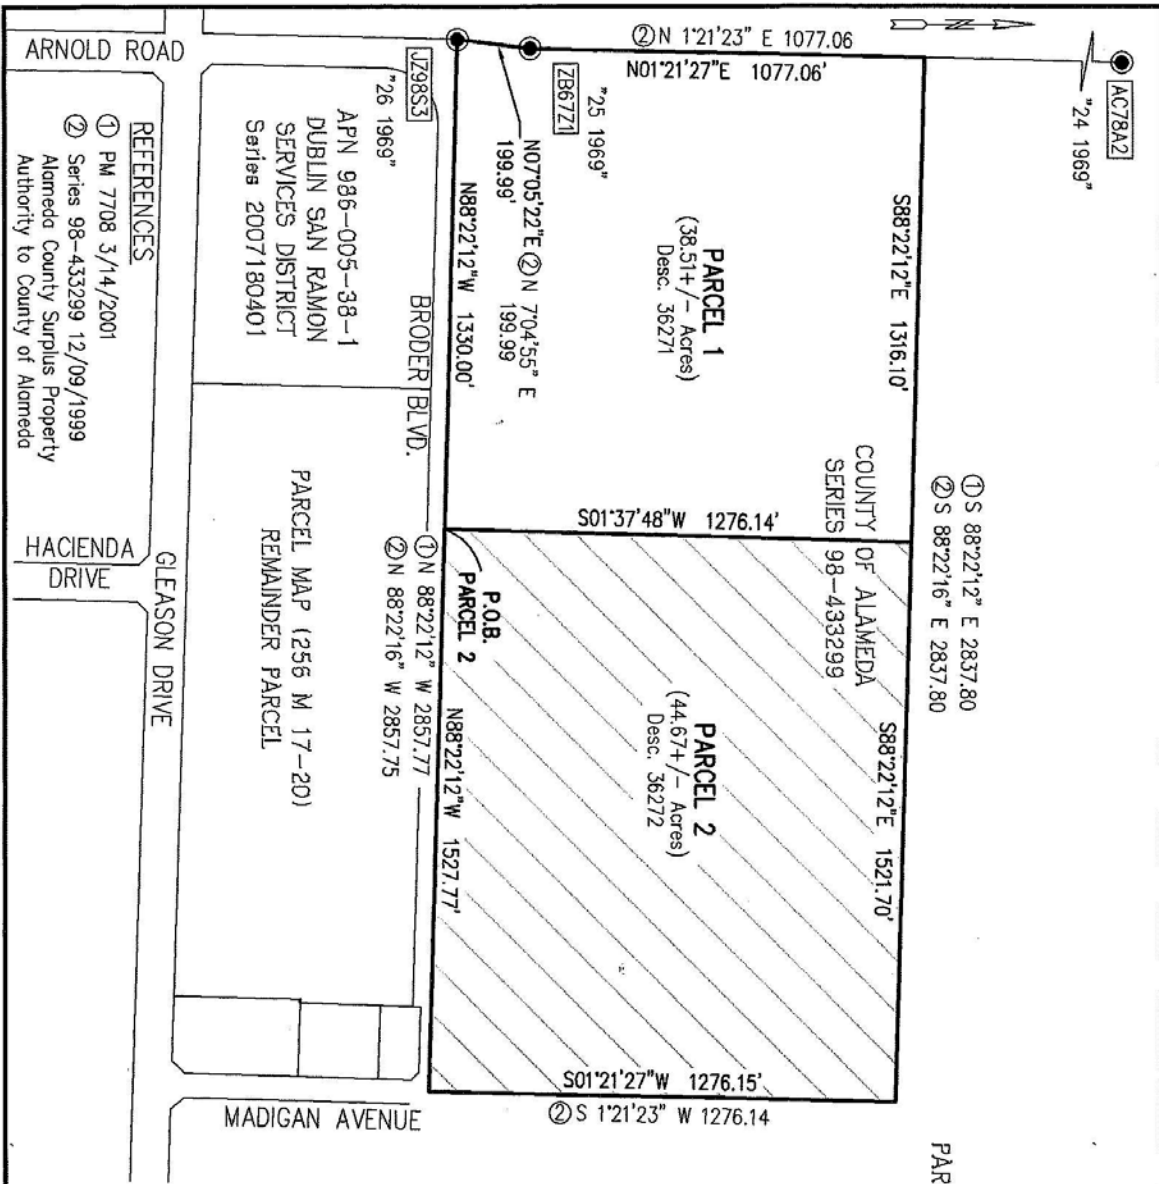 AC78A2
"24 1969"
② N 1°21'23" E 1077.06
N01°21'27"E 1077.06'
ZB67Z1
"25 1969"
N07°05'22"E ② N 7°04'55" E
199.99' 199.99
JZ98S3
"26 1969"
① S 88°22'12" E 2837.80
② S 88°22'16" E 2837.80
S88°22'12"E 1316.10'
S88°22'12"E 1521.70'
COUNTY OF ALAMEDA
SERIES 98-433299
PARCEL 1
(38.51+/- Acres)
Desc. 36271
PARCEL 2
(44.67+/- Acres)
Desc. 36272
S01°37'48"W 1276.14'
S01°21'27"W 1276.15'
② S 1°21'23" W 1276.14
P.O.B.
PARCEL 2
N88°22'12"W 1330.00'
N88°22'12"W 1527.77'
① N 88°22'12" W 2857.77
② N 88°22'16" W 2857.75
BRODER BLVD.
APN 986-005-38-1
DUBLIN SAN RAMON
SERVICES DISTRICT
Series 2007180401
PARCEL MAP (256 M 17-20)
REMAINDER PARCEL
ARNOLD ROAD
MADIGAN AVENUE
GLEASON DRIVE
HACIENDA
DRIVE
REFERENCES
① PM 7708 3/14/2001
② Series 98-433299 12/09/1999
Alameda County Surplus Property
Authority to County of Alameda
N
PAR